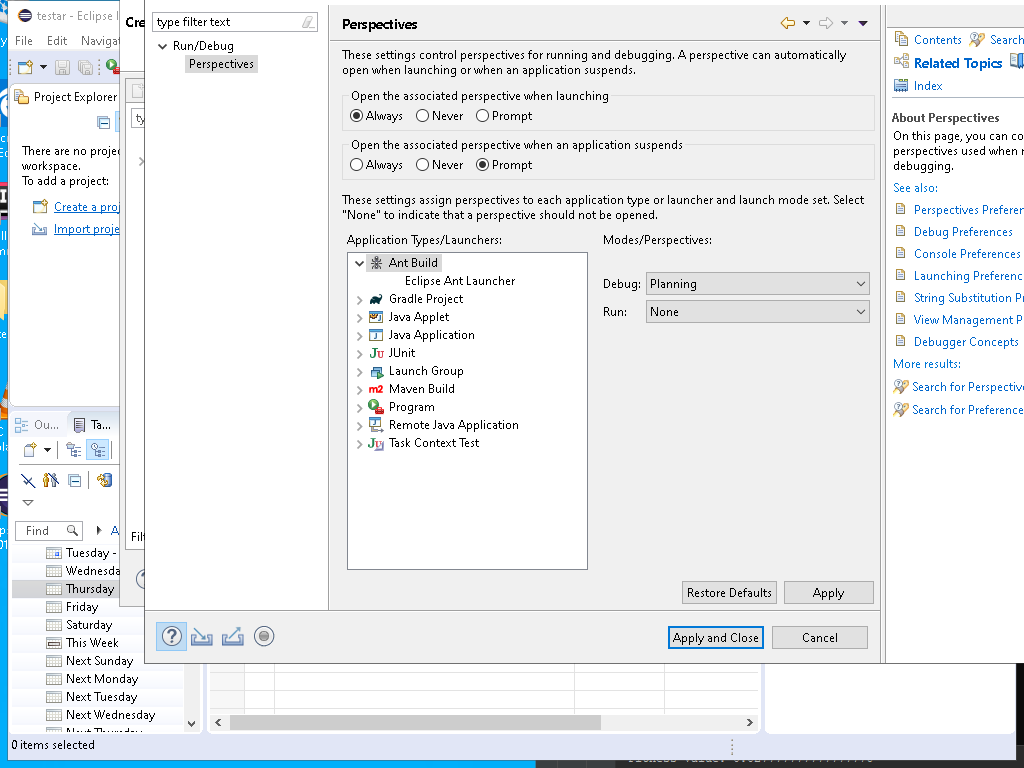 testar - Eclipse I
File Edit Navigat
Project Explorer
There are no proje
workspace.
To add a project:
Create a proj
Import proje
Ou...
Ta...
Find
A
Tuesday -
Wednesda
Thursday
Friday
Saturday
This Week
Next Sunday
Next Monday
Next Tuesday
Next Wednesday
Next Thursday
0 items selected
Cre
ty
Filt
type filter text
Run/Debug
Perspectives
Perspectives
These settings control perspectives for running and debugging. A perspective can automatically
open when launching or when an application suspends.
Open the associated perspective when launching
Always Never Prompt
Open the associated perspective when an application suspends
Always Never Prompt
These settings assign perspectives to each application type or launcher and launch mode set. Select
"None" to indicate that a perspective should not be opened.
Application Types/Launchers:
Ant Build
Eclipse Ant Launcher
Gradle Project
Java Applet
Java Application
JUnit
Launch Group
Maven Build
Program
Remote Java Application
Task Context Test
Modes/Perspectives:
Debug: Planning
Run: None
Restore Defaults
Apply
Apply and Close
Cancel
Contents
Search
Related Topics
Index
About Perspectives
On this page, you can co
perspectives used when r
debugging.
See also:
Perspectives Preferen
Debug Preferences
Console Preferences
Launching Preferenc
String Substitution Pr
View Management P
Debugger Concepts
More results:
Search for Perspective
Search for Preference